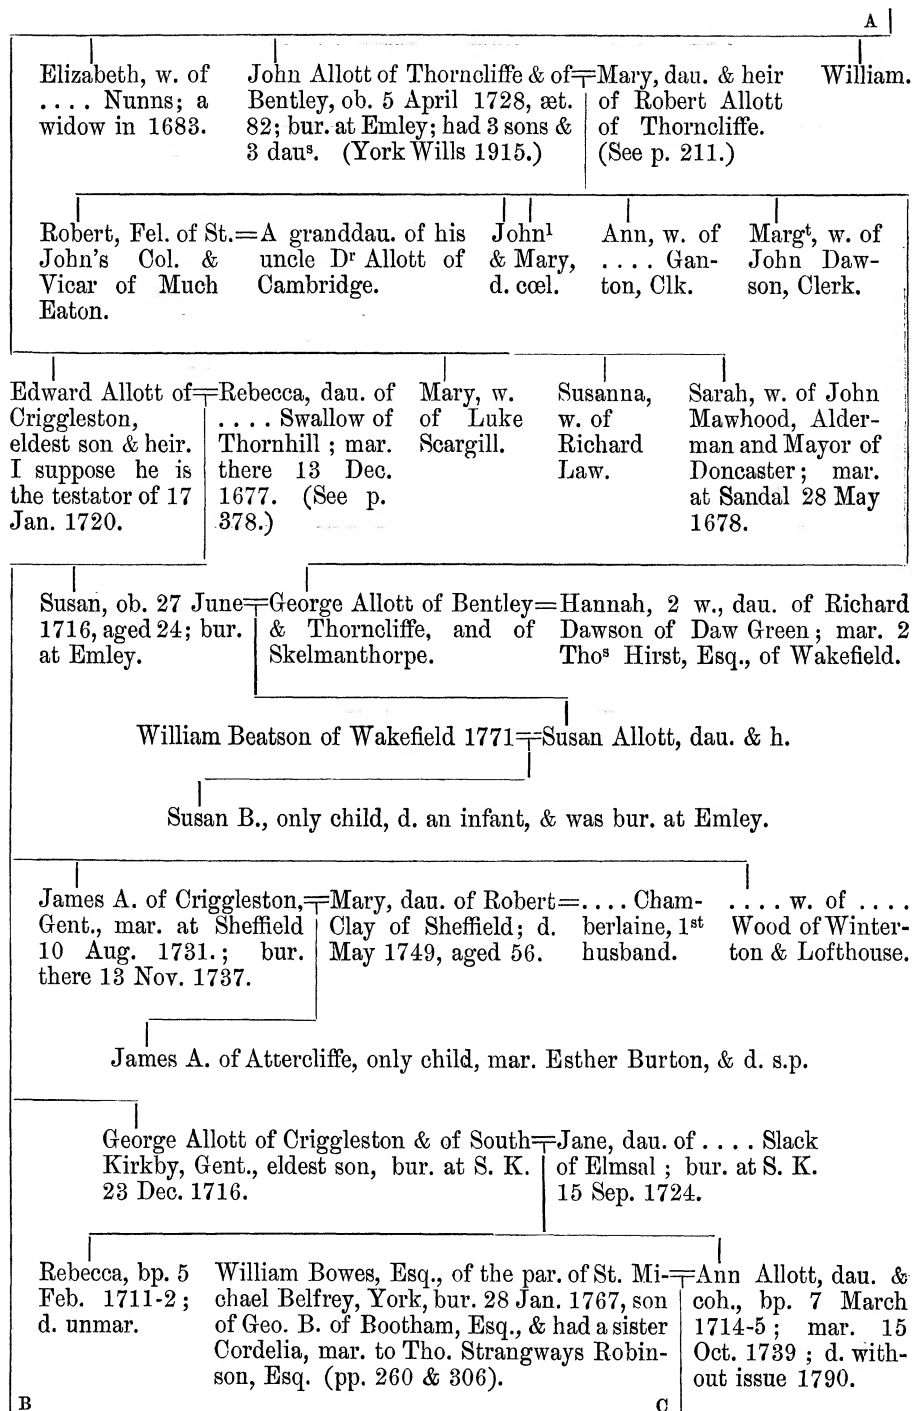 A
Elizabeth, w. of
. . . . Nunns; a
widow in 1683.
John Allott of Thorncliffe & of
Bentley, ob. 5 April 1728, æt.
82; bur. at Emley; had 3 sons &
3 dauˢ. (York Wills 1915.)
Mary, dau. & heir
of Robert Allott
of Thorncliffe.
(See p. 211.)
William.
Robert, Fel. of St.
John's Col. &
Vicar of Much
Eaton.
= A granddau. of his
uncle Dʳ Allott of
Cambridge.
John¹
& Mary,
d. cœl.
Ann, w. of
. . . . Gan-
ton, Clk.
Margᵗ, w. of
John Daw-
son, Clerk.
Edward Allott of
Criggleston,
eldest son & heir.
I suppose he is
the testator of 17
Jan. 1720.
Rebecca, dau. of
. . . . Swallow of
Thornhill ; mar.
there 13 Dec.
1677. (See p.
378.)
Mary, w.
of Luke
Scargill.
Susanna,
w. of
Richard
Law.
Sarah, w. of John
Mawhood, Alder-
man and Mayor of
Doncaster; mar.
at Sandal 28 May
1678.
Susan, ob. 27 June
1716, aged 24; bur.
at Emley.
George Allott of Bentley
& Thorncliffe, and of
Skelmanthorpe.
= Hannah, 2 w., dau. of Richard
Dawson of Daw Green; mar. 2
Thoˢ Hirst, Esq., of Wakefield.
William Beatson of Wakefield 1771
Susan Allott, dau. & h.
Susan B., only child, d. an infant, & was bur. at Emley.
James A. of Criggleston,
Gent., mar. at Sheffield
10 Aug. 1731.; bur.
there 13 Nov. 1737.
Mary, dau. of Robert
Clay of Sheffield; d.
May 1749, aged 56.
= . . . . Cham-
berlaine, 1ˢᵗ
husband.
. . . . w. of . . . .
Wood of Winter-
ton & Lofthouse.
James A. of Attercliffe, only child, mar. Esther Burton, & d. s.p.
George Allott of Criggleston & of South
Kirkby, Gent., eldest son, bur. at S. K.
23 Dec. 1716.
Jane, dau. of . . . . Slack
of Elmsal ; bur. at S. K.
15 Sep. 1724.
Rebecca, bp. 5
Feb. 1711-2 ;
d. unmar.
William Bowes, Esq., of the par. of St. Mi-
chael Belfrey, York, bur. 28 Jan. 1767, son
of Geo. B. of Bootham, Esq., & had a sister
Cordelia, mar. to Tho. Strangways Robin-
son, Esq. (pp. 260 & 306).
Ann Allott, dau. &
coh., bp. 7 March
1714-5 ; mar. 15
Oct. 1739 ; d. with-
out issue 1790.
B
C